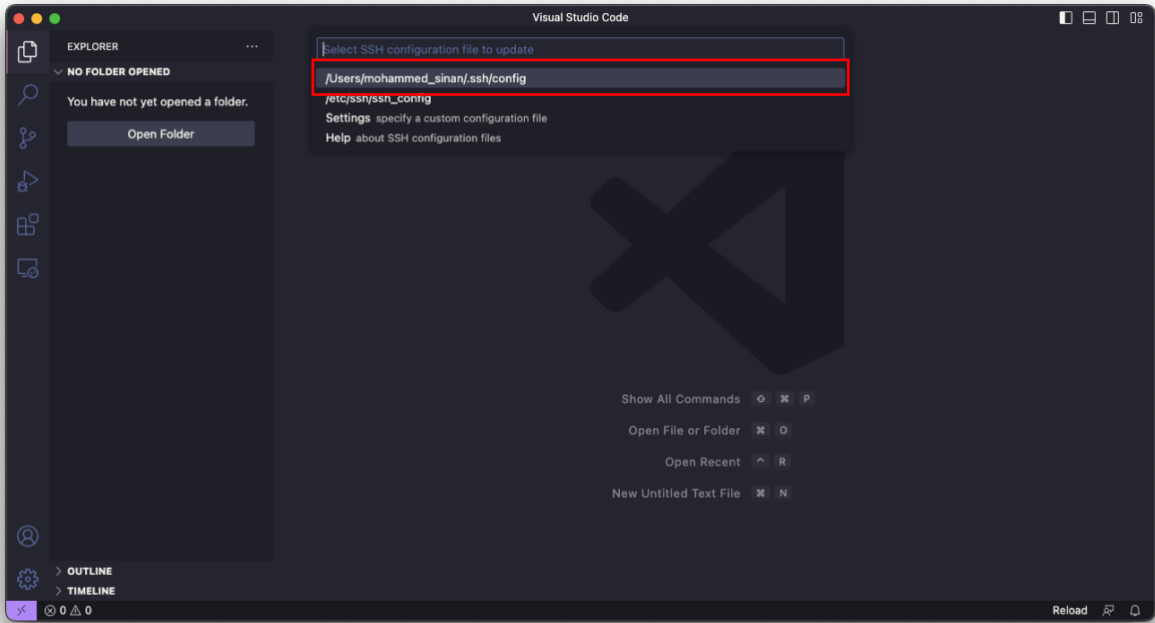 Visual Studio Code
EXPLORER
NO FOLDER OPENED
You have not yet opened a folder.
Open Folder
Select SSH configuration file to update
/Users/mohammed_sinan/.ssh/config
/etc/ssh/ssh_config
Settings specify a custom configuration file
Help about SSH configuration files
Show All Commands ⇧ ⌘ P
Open File or Folder ⌘ O
Open Recent ^ R
New Untitled Text File ⌘ N
OUTLINE
TIMELINE
0 0
Reload